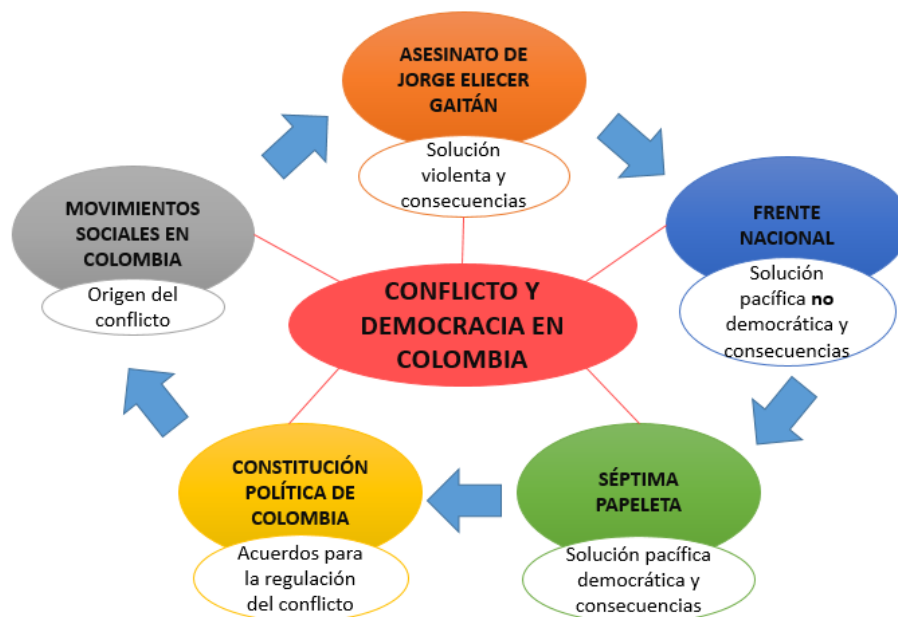 ASESINATO DE
JORGE ELIECER
GAITÁN
Solución
violenta y
consecuencias
FRENTE
NACIONAL
Solución
pacífica no
democrática y
consecuencias
SÉPTIMA
PAPELETA
Solución pacífica
democrática y
consecuencias
CONSTITUCIÓN
POLÍTICA DE
COLOMBIA
Acuerdos para
la regulación
del conflicto
MOVIMIENTOS
SOCIALES EN
COLOMBIA
Origen del
conflicto
CONFLICTO Y
DEMOCRACIA EN
COLOMBIA